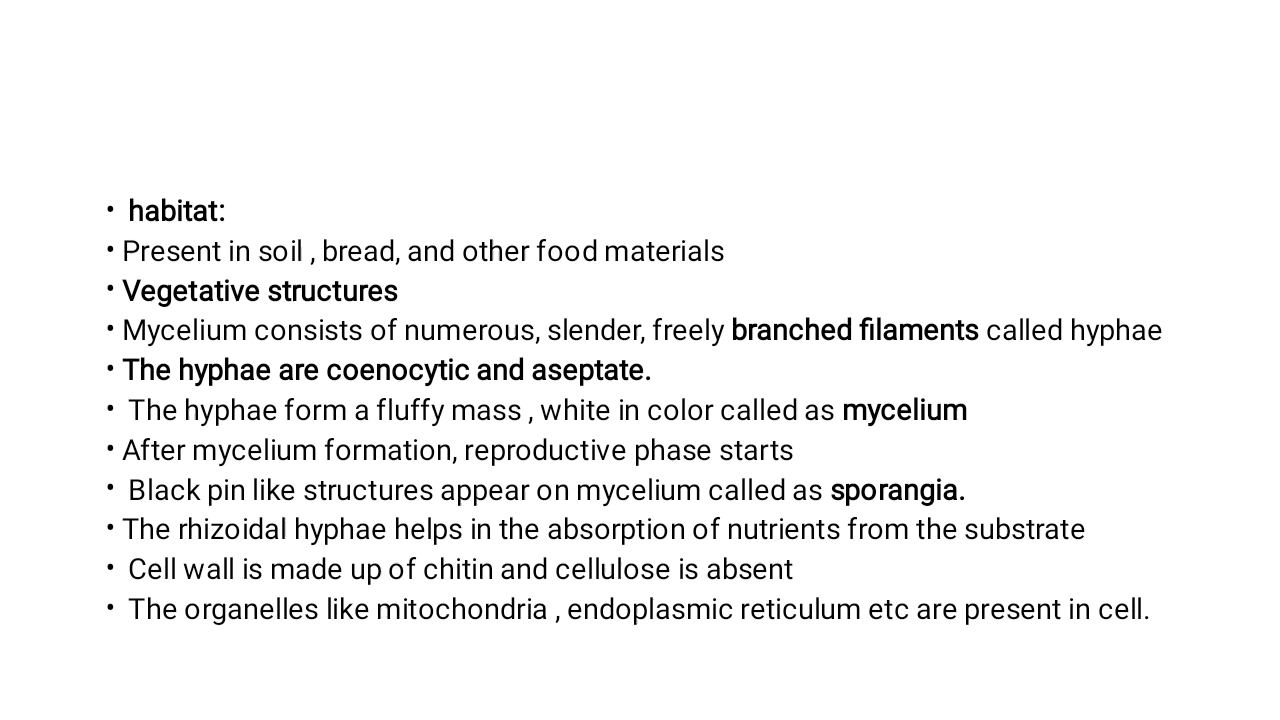 • habitat:
• Present in soil , bread, and other food materials
• Vegetative structures
• Mycelium consists of numerous, slender, freely branched filaments called hyphae
• The hyphae are coenocytic and aseptate.
• The hyphae form a fluffy mass , white in color called as mycelium
• After mycelium formation, reproductive phase starts
• Black pin like structures appear on mycelium called as sporangia.
• The rhizoidal hyphae helps in the absorption of nutrients from the substrate
• Cell wall is made up of chitin and cellulose is absent
• The organelles like mitochondria , endoplasmic reticulum etc are present in cell.